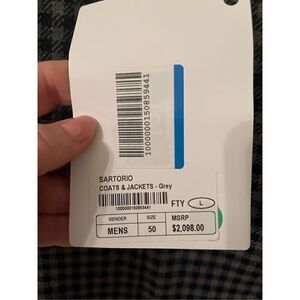 1000000150859441
SARTORIO
COATS & JACKETS - Grey
1000000150859441
FTY L
GENDER SIZE MSRP
MENS 50 $2,098.00